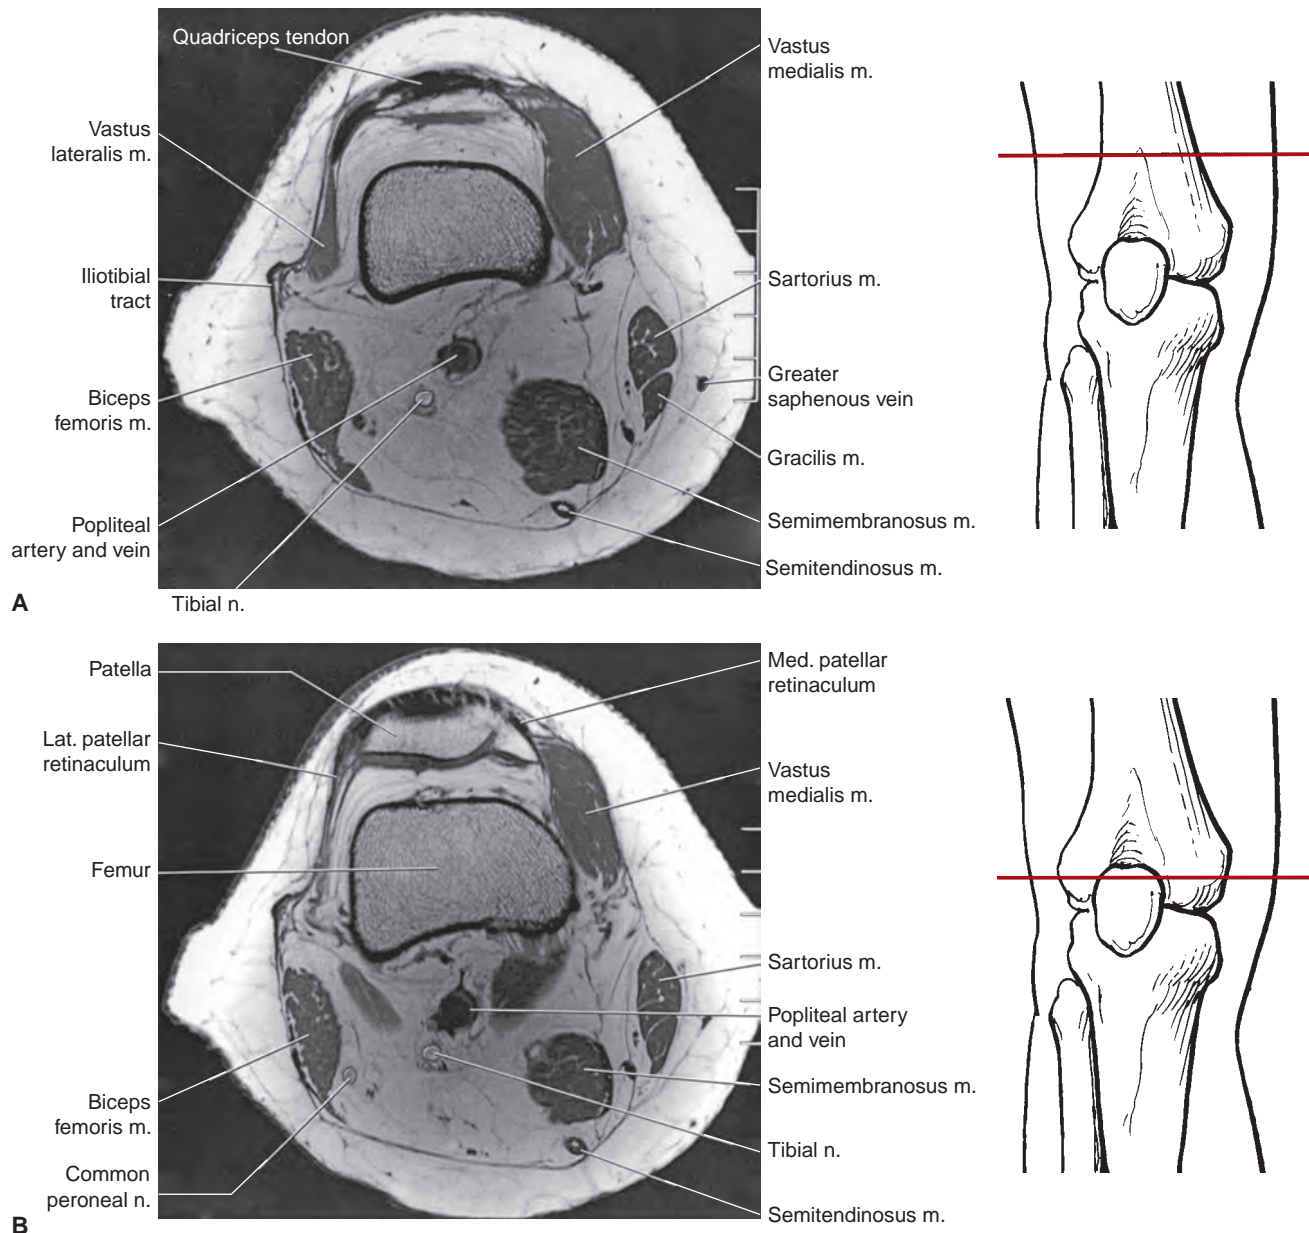 Quadriceps tendon
Vastus
lateralis m.
Iliotibial
tract
Biceps
femoris m.
Popliteal
artery and vein
Tibial n.
Vastus
medialis m.
Sartorius m.
Greater
saphenous vein
Gracilis m.
Semimembranosus m.
Semitendinosus m.
A
Patella
Lat. patellar
retinaculum
Femur
Biceps
femoris m.
Common
peroneal n.
Med. patellar
retinaculum
Vastus
medialis m.
Sartorius m.
Popliteal artery
and vein
Semimembranosus m.
Tibial n.
Semitendinosus m.
B